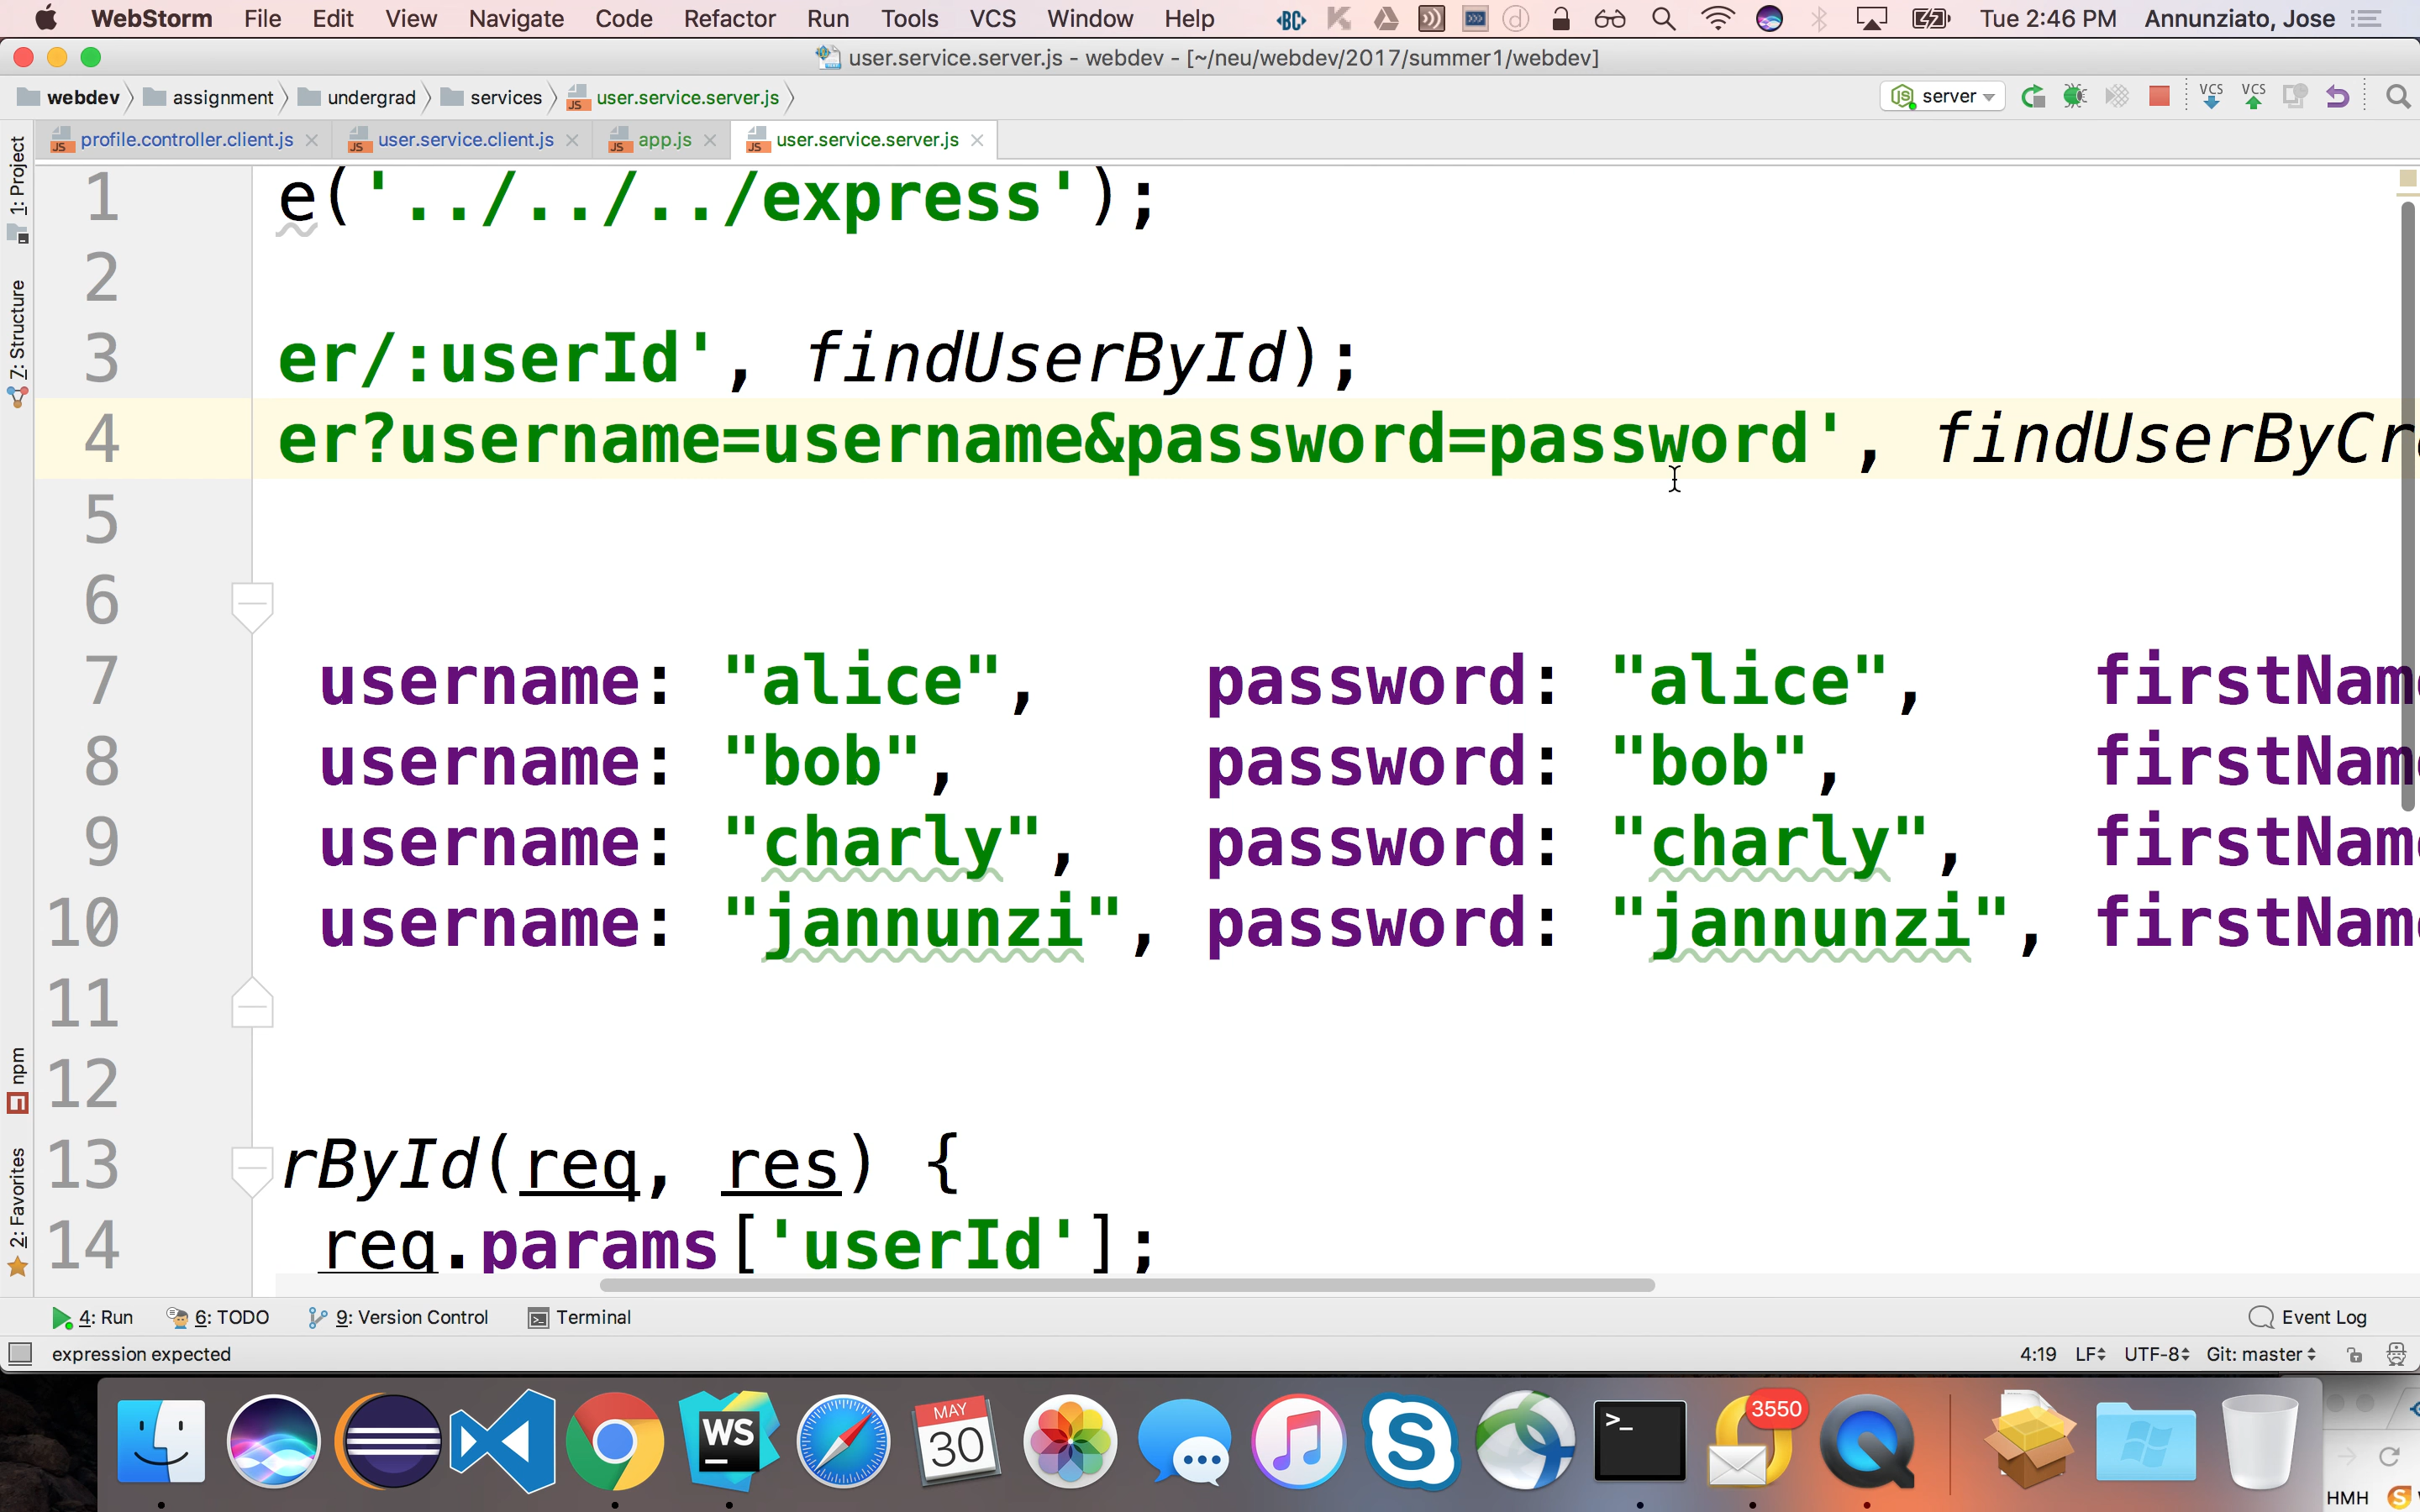 WebStorm File Edit View Navigate Code Refactor Run Tools VCS Window Help Tue 2:46 PM Annunziato, Jose
user.service.server.js - webdev - [~/neu/webdev/2017/summer1/webdev]
webdev assignment undergrad services user.service.server.js server VCS VCS
profile.controller.client.js user.service.client.js app.js user.service.server.js
1: Project
7: Structure
npm
2: Favorites
1 e('../../../express');
2
3 er/:userId', findUserById);
4 er?username=username&password=password', findUserByCr
5
6
7 username: "alice", password: "alice", firstNam
8 username: "bob", password: "bob", firstNam
9 username: "charly", password: "charly", firstNam
10 username: "jannunzi", password: "jannunzi", firstNam
11
12
13 rById(req, res) {
14 req.params['userId'];
4: Run 6: TODO 9: Version Control Terminal Event Log
expression expected 4:19 LF UTF-8 Git: master
WS
MAY
30
3550
HMH